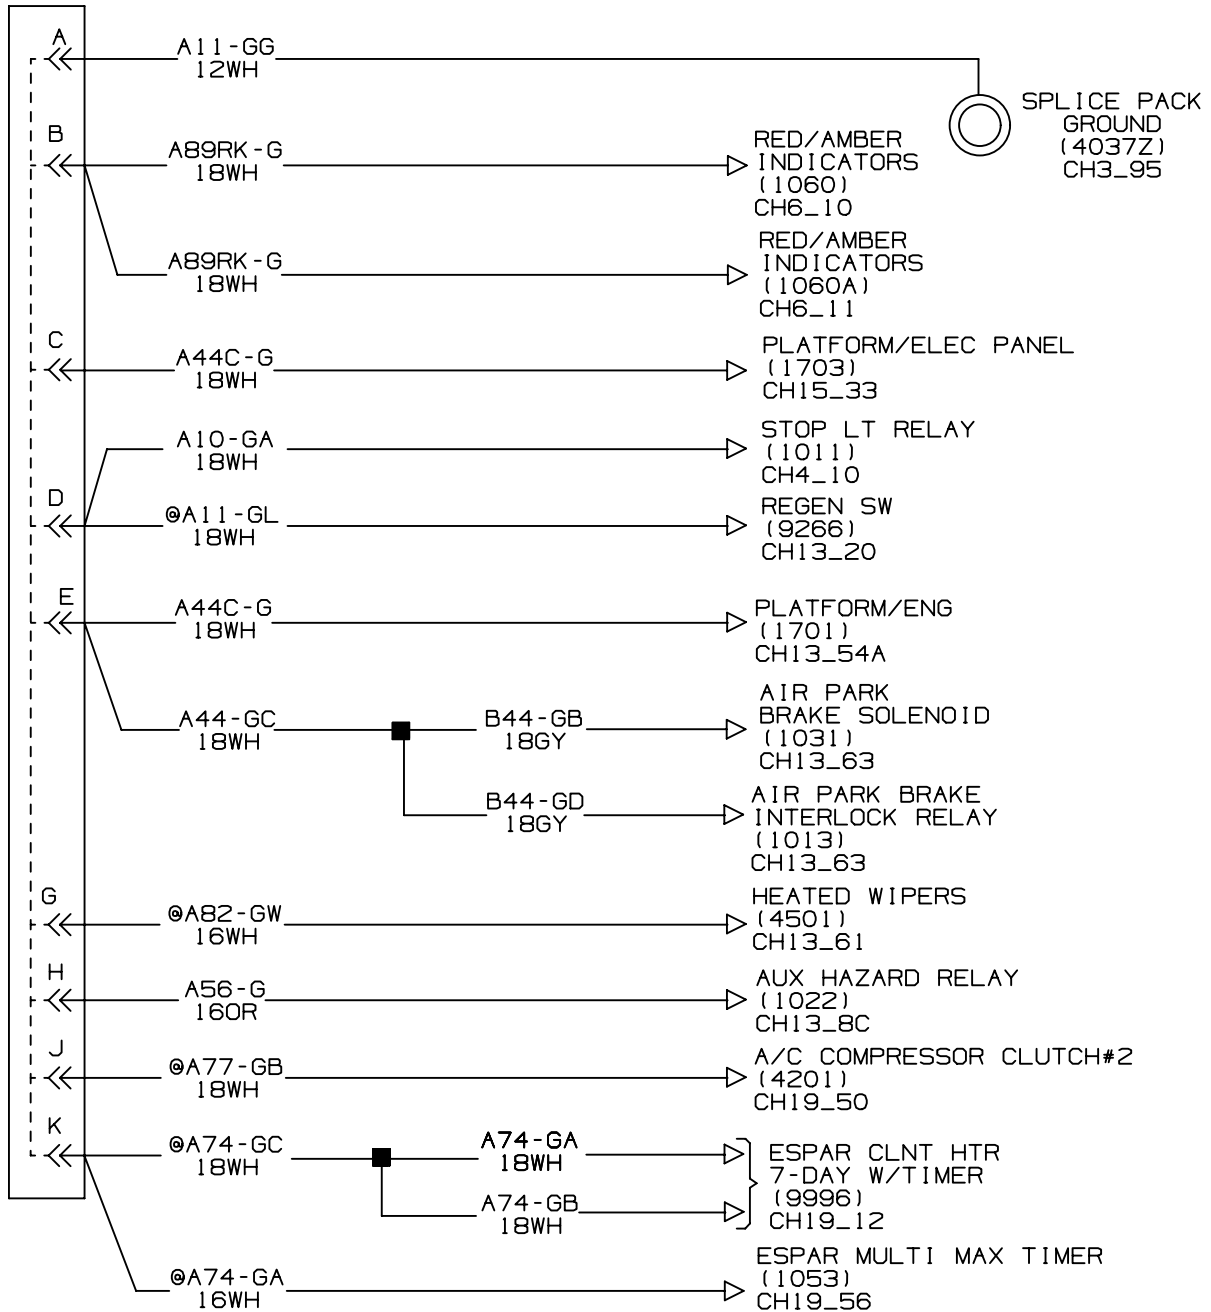 A
A11-GG
12WH
SPLICE PACK
GROUND
(4037Z)
CH3_95
B
A89RK-G
18WH
RED/AMBER
INDICATORS
(1060)
CH6_10
A89RK-G
18WH
RED/AMBER
INDICATORS
(1060A)
CH6_11
C
A44C-G
18WH
PLATFORM/ELEC PANEL
(1703)
CH15_33
A10-GA
18WH
STOP LT RELAY
(1011)
CH4_10
D
@A11-GL
18WH
REGEN SW
(9266)
CH13_20
E
A44C-G
18WH
PLATFORM/ENG
(1701)
CH13_54A
A44-GC
18WH
B44-GB
18GY
AIR PARK
BRAKE SOLENOID
(1031)
CH13_63
B44-GD
18GY
AIR PARK BRAKE
INTERLOCK RELAY
(1013)
CH13_63
G
@A82-GW
16WH
HEATED WIPERS
(4501)
CH13_61
H
A56-G
16OR
AUX HAZARD RELAY
(1022)
CH13_8C
J
@A77-GB
18WH
A/C COMPRESSOR CLUTCH#2
(4201)
CH19_50
K
@A74-GC
18WH
A74-GA
18WH
A74-GB
18WH
ESPAR CLNT HTR
7-DAY W/TIMER
(9996)
CH19_12
@A74-GA
16WH
ESPAR MULTI MAX TIMER
(1053)
CH19_56